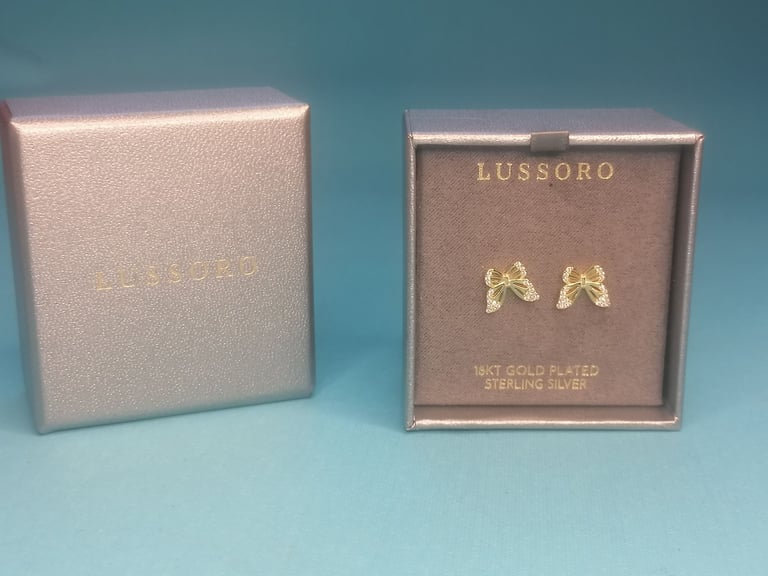 LUSSORO
LUSSORO
18KT GOLD PLATED
STERLING SILVER